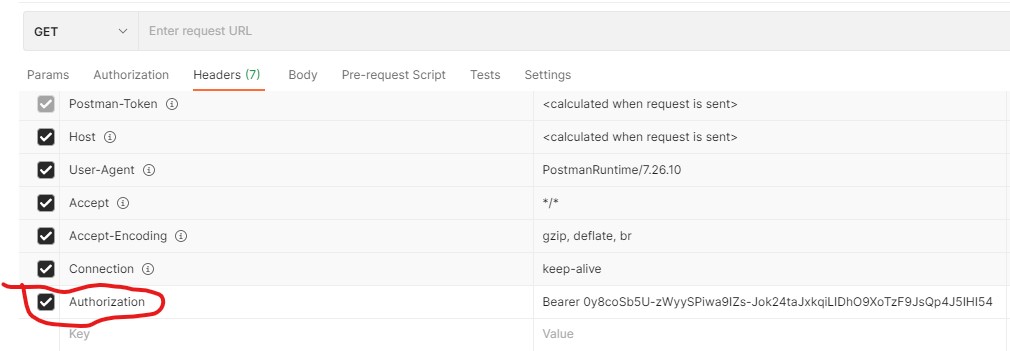 GET Enter request URL
Params Authorization Headers (7) Body Pre-request Script Tests Settings
Postman-Token <calculated when request is sent>
Host <calculated when request is sent>
User-Agent PostmanRuntime/7.26.10
Accept */*
Accept-Encoding gzip, deflate, br
Connection keep-alive
Authorization Bearer 0y8coSb5U-zWyySPiwa9IZs-Jok24taJxkqiLIDhO9XoTzF9JsQp4J5IHI54
Key Value